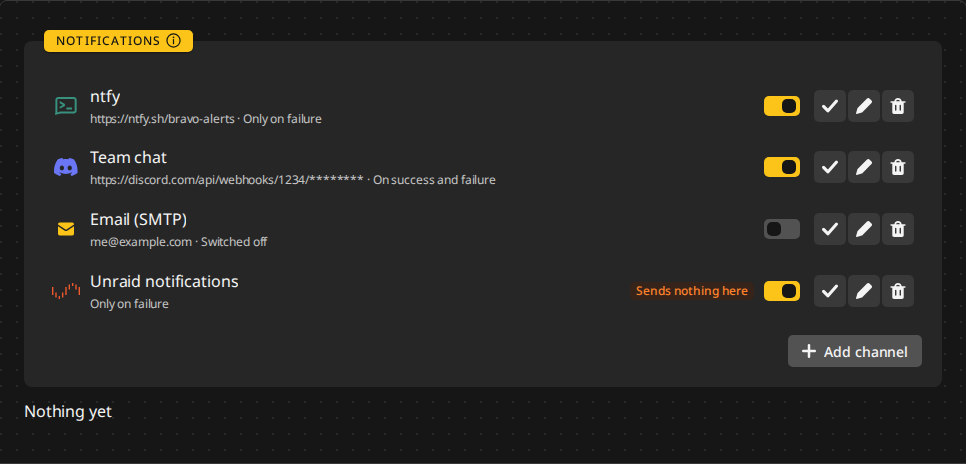 NOTIFICATIONS
ntfy
https://ntfy.sh/bravo-alerts · Only on failure
Team chat
https://discord.com/api/webhooks/1234/******** · On success and failure
Email (SMTP)
me@example.com · Switched off
Unraid notifications
Only on failure
Sends nothing here
Add channel
Nothing yet